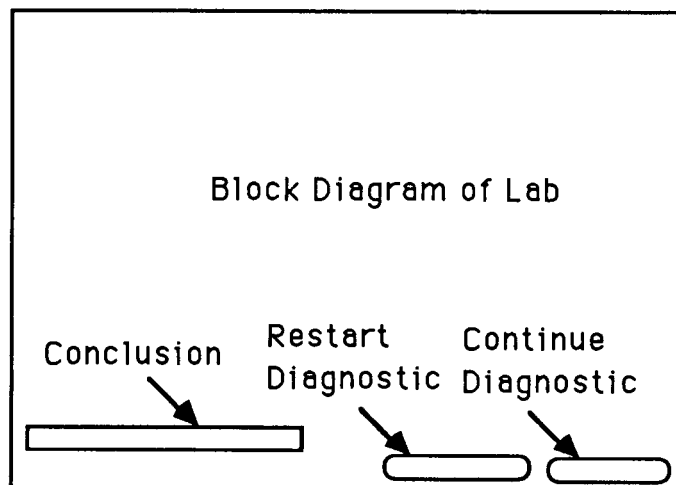 Block Diagram of Lab
Conclusion
Restart
Diagnostic
Continue
Diagnostic